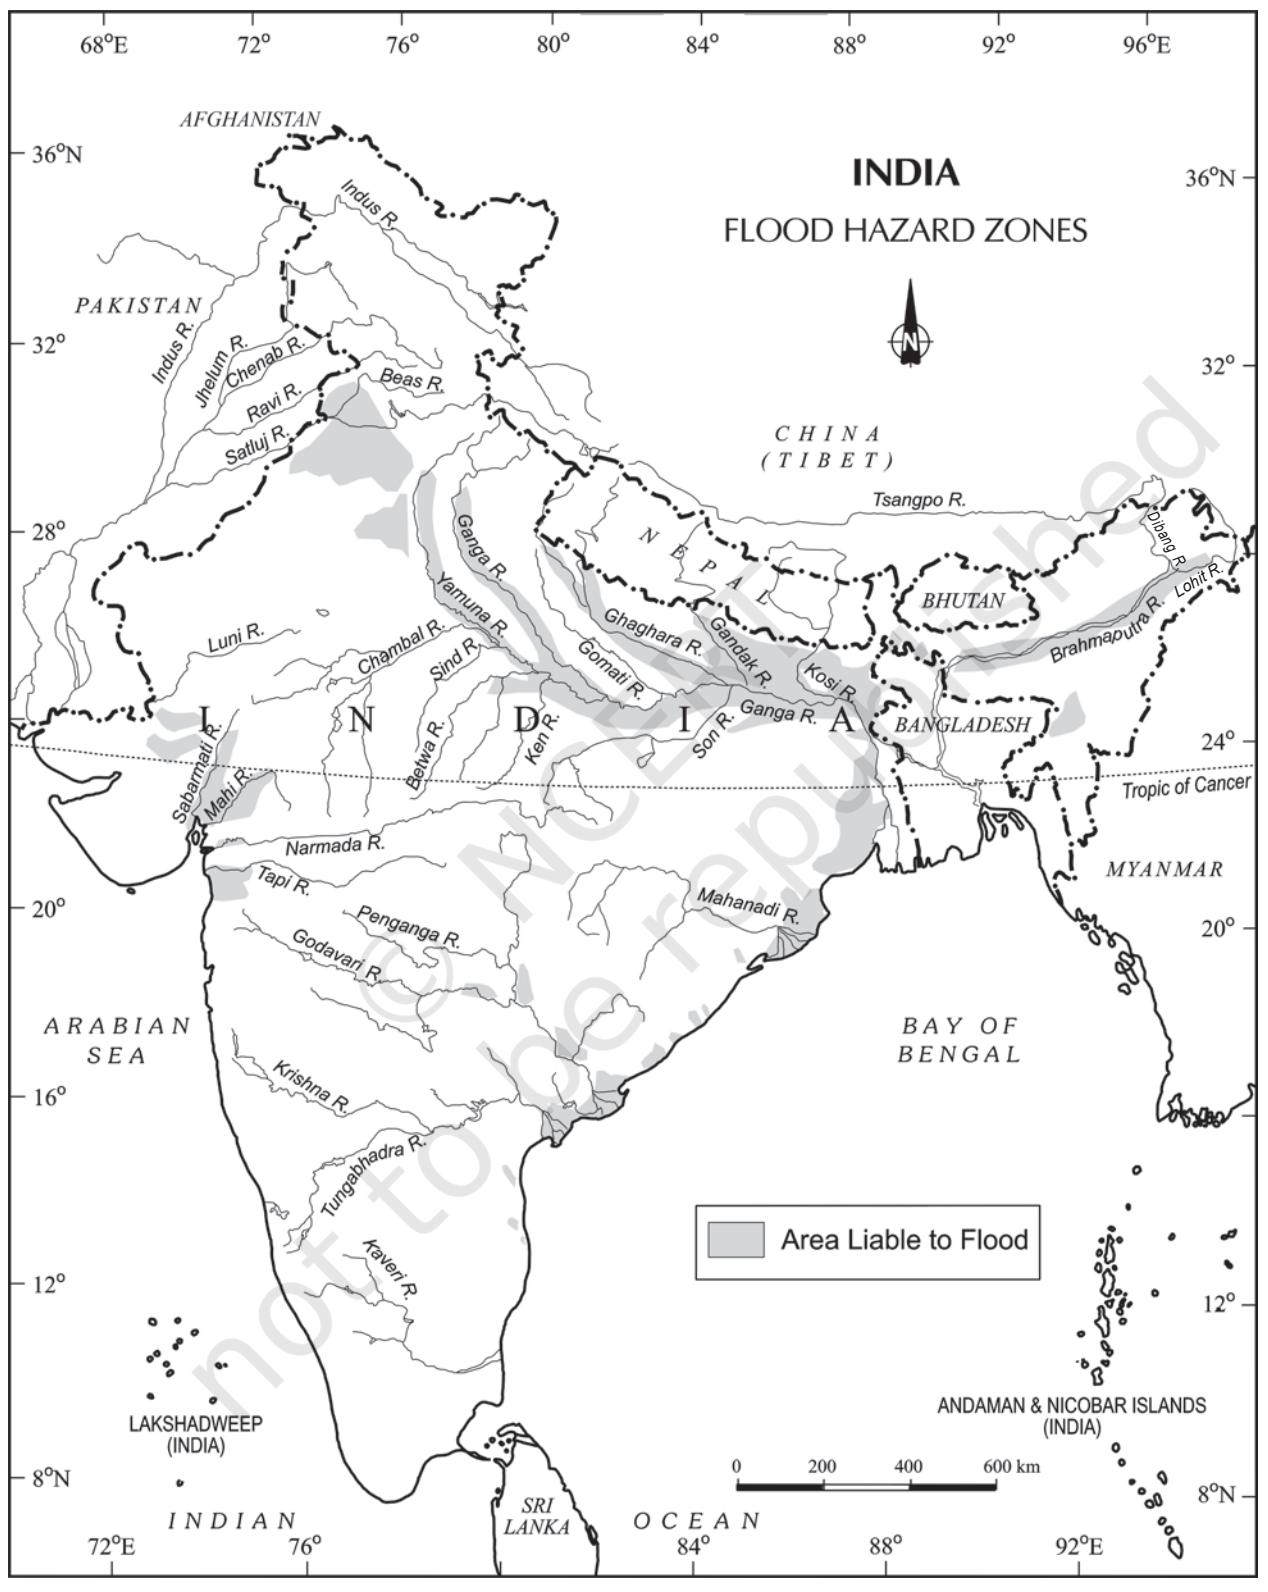 68°E 72° 76° 80° 84° 88° 92° 96°E
AFGHANISTAN
36°N
INDIA
36°N
FLOOD HAZARD ZONES
Indus R.
PAKISTAN
N
32°
Indus R.
Jhelum R.
Chenab R.
32°
Beas R.
Ravi R.
Satluj R.
CHINA
(TIBET)
Tsangpo R.
28°
Dibang R.
Ganga R.
NEPAL
Lohit R.
Yamuna R.
BHUTAN
Brahmaputra R.
Luni R.
Chambal R.
Sind R.
Ghaghara R.
Gandak R.
Gomati R.
Kosi R.
I N D I A
Ganga R.
BANGLADESH
Betwa R.
Ken R.
Son R.
24°
Sabarmati R.
Mahi R.
Tropic of Cancer
Narmada R.
MYANMAR
Tapi R.
20°
Mahanadi R.
Penganga R.
20°
Godavari R.
ARABIAN
SEA
BAY OF
BENGAL
Krishna R.
16°
Tungabhadra R.
Area Liable to Flood
Kaveri R.
12°
12°
LAKSHADWEEP
(INDIA)
ANDAMAN & NICOBAR ISLANDS
(INDIA)
0 200 400 600 km
8°N
8°N
SRI
LANKA
INDIAN OCEAN
72°E 76° 84° 88° 92°E
© NCERT
not to be republished